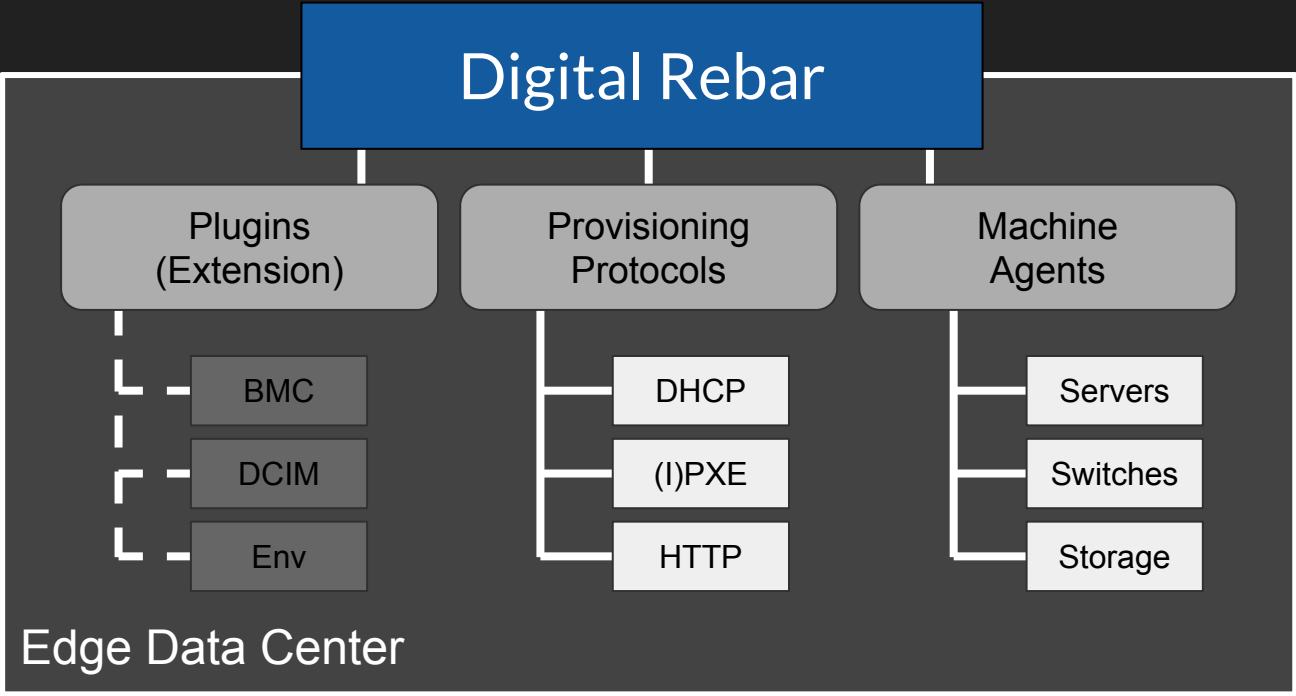 Digital Rebar
Plugins
(Extension)
Provisioning
Protocols
Machine
Agents
BMC
DCIM
Env
DHCP
(I)PXE
HTTP
Servers
Switches
Storage
Edge Data Center